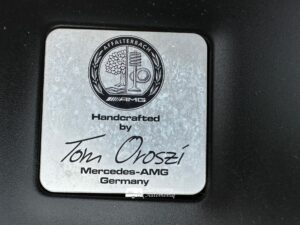 AFFALTERBACH
AMG
Handcrafted
by
Tom Oroszi
Mercedes-AMG
Germany